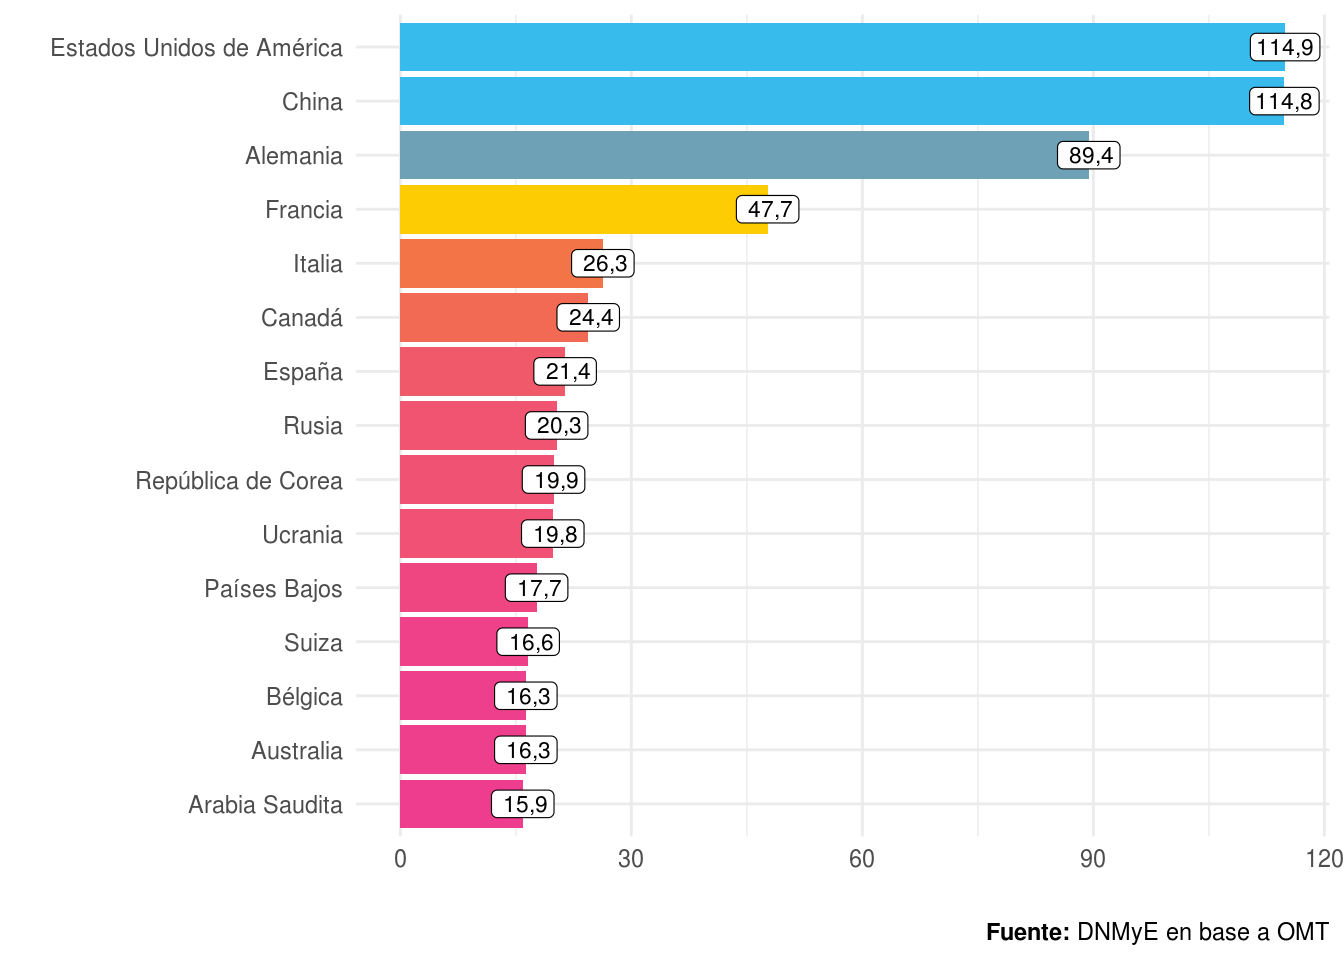 Estados Unidos de América 114,9
China 114,8
Alemania 89,4
Francia 47,7
Italia 26,3
Canadá 24,4
España 21,4
Rusia 20,3
República de Corea 19,9
Ucrania 19,8
Países Bajos 17,7
Suiza 16,6
Bélgica 16,3
Australia 16,3
Arabia Saudita 15,9
0 30 60 90 120
Fuente: DNMyE en base a OMT